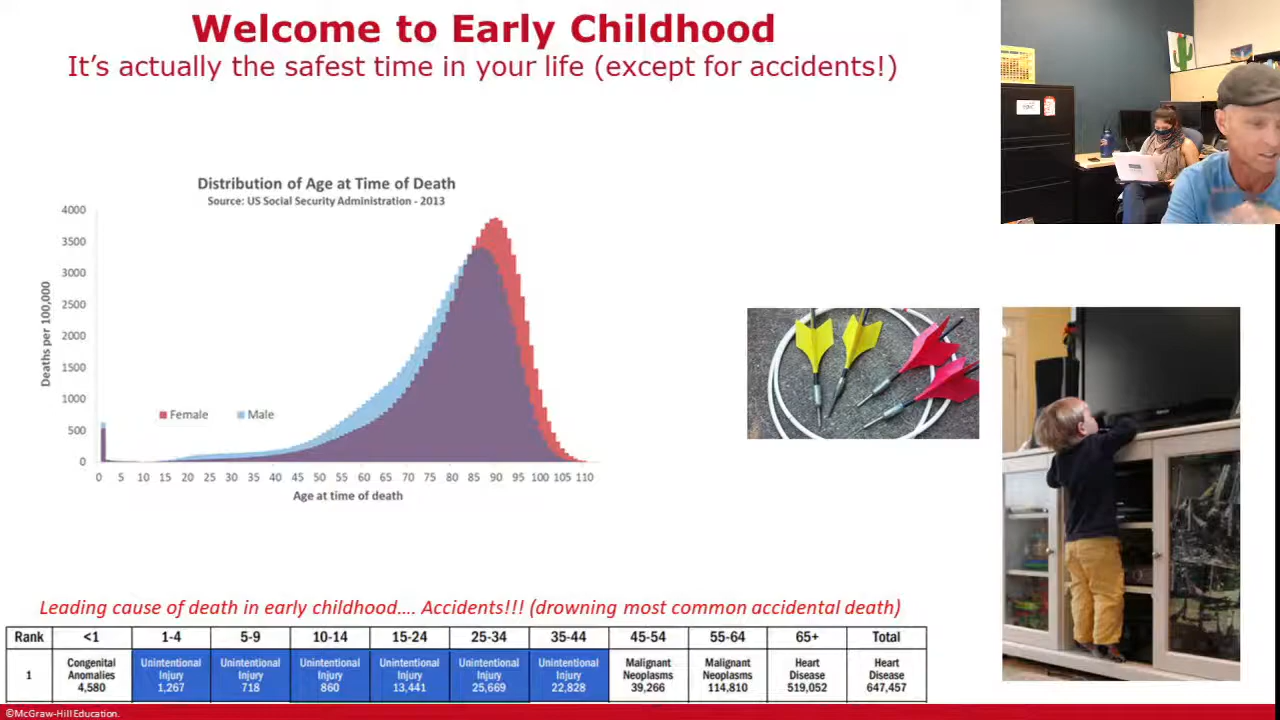 Welcome to Early Childhood
It's actually the safest time in your life (except for accidents!)
Distribution of Age at Time of Death
Source: US Social Security Administration - 2013
Deaths per 100,000
4000
3500
3000
2500
2000
1500
1000
500
0
Female Male
0 5 10 15 20 25 30 35 40 45 50 55 60 65 70 75 80 85 90 95 100 105 110
Age at time of death
Leading cause of death in early childhood.... Accidents!!! (drowning most common accidental death)
Rank <1 1-4 5-9 10-14 15-24 25-34 35-44 45-54 55-64 65+ Total
1 Congenital Anomalies 4,580 Unintentional Injury 1,267 Unintentional Injury 718 Unintentional Injury 860 Unintentional Injury 13,441 Unintentional Injury 25,669 Unintentional Injury 22,828 Malignant Neoplasms 39,266 Malignant Neoplasms 114,810 Heart Disease 519,052 Heart Disease 647,457
©McGraw-Hill Education.